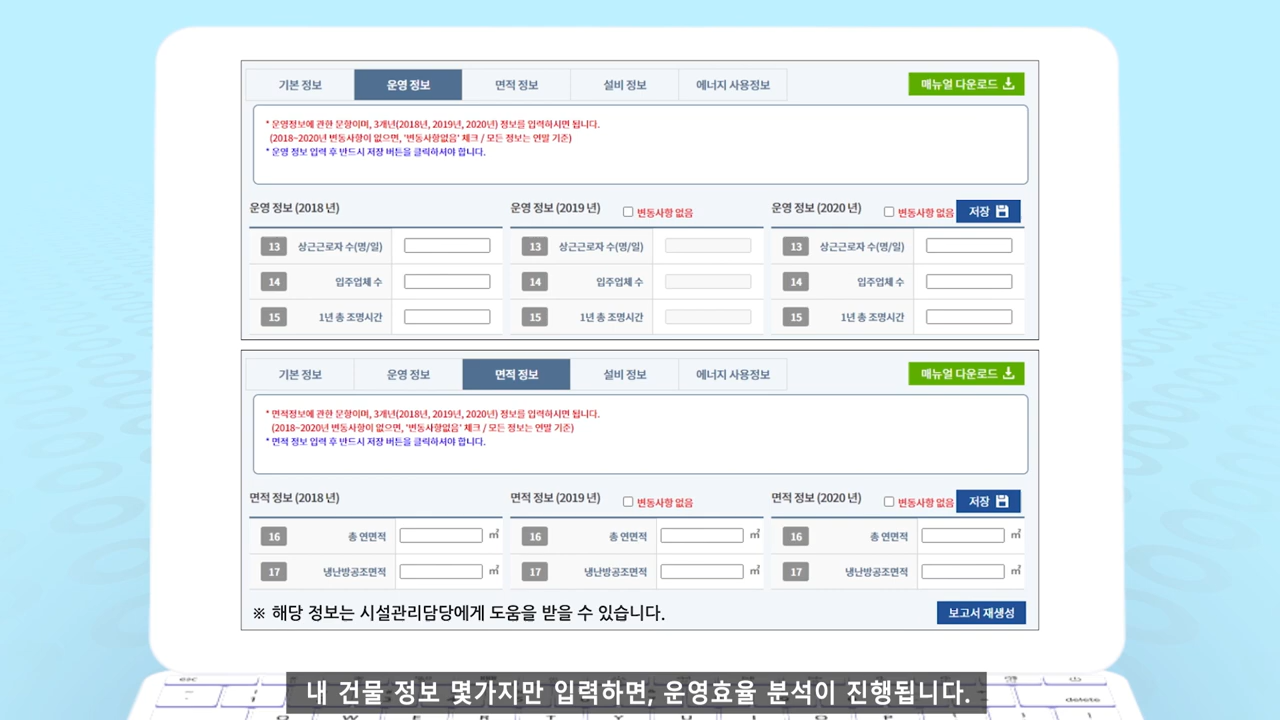 기본 정보 운영 정보 면적 정보 설비 정보 에너지 사용정보 매뉴얼 다운로드
* 운영정보에 관한 문항이며, 3개년(2018년, 2019년, 2020년) 정보를 입력하시면 됩니다.
(2018~2020년 변동사항이 없으면, '변동사항없음' 체크 / 모든 정보는 연말 기준)
* 운영 정보 입력 후 반드시 저장 버튼을 클릭하셔야 합니다.
운영 정보 (2018 년) 운영 정보 (2019 년) 변동사항 없음 운영 정보 (2020 년) 변동사항 없음 저장
13 상근근로자 수(명/일) 13 상근근로자 수(명/일) 13 상근근로자 수(명/일)
14 입주업체 수 14 입주업체 수 14 입주업체 수
15 1년 총 조명시간 15 1년 총 조명시간 15 1년 총 조명시간
기본 정보 운영 정보 면적 정보 설비 정보 에너지 사용정보 매뉴얼 다운로드
* 면적정보에 관한 문항이며, 3개년(2018년, 2019년, 2020년) 정보를 입력하시면 됩니다.
(2018~2020년 변동사항이 없으면, '변동사항없음' 체크 / 모든 정보는 연말 기준)
* 면적 정보 입력 후 반드시 저장 버튼을 클릭하셔야 합니다.
면적 정보 (2018 년) 면적 정보 (2019 년) 변동사항 없음 면적 정보 (2020 년) 변동사항 없음 저장
16 총 연면적 ㎡ 16 총 연면적 ㎡ 16 총 연면적 ㎡
17 냉난방공조면적 ㎡ 17 냉난방공조면적 ㎡ 17 냉난방공조면적 ㎡
※ 해당 정보는 시설관리담당에게 도움을 받을 수 있습니다. 보고서 재생성
esc delete
내 건물 정보 몇가지만 입력하면, 운영효율 분석이 진행됩니다.